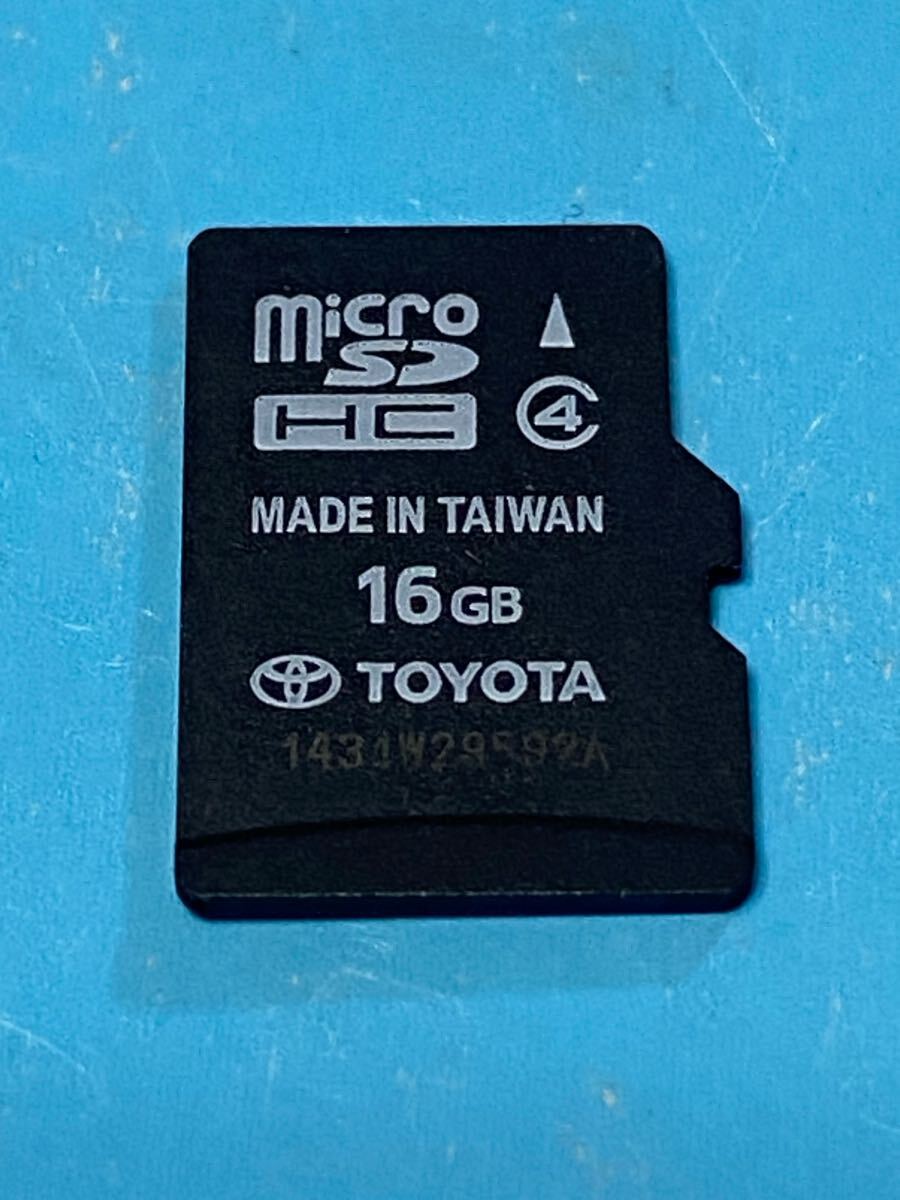 micro
SD
HC 4
MADE IN TAIWAN
16GB
TOYOTA